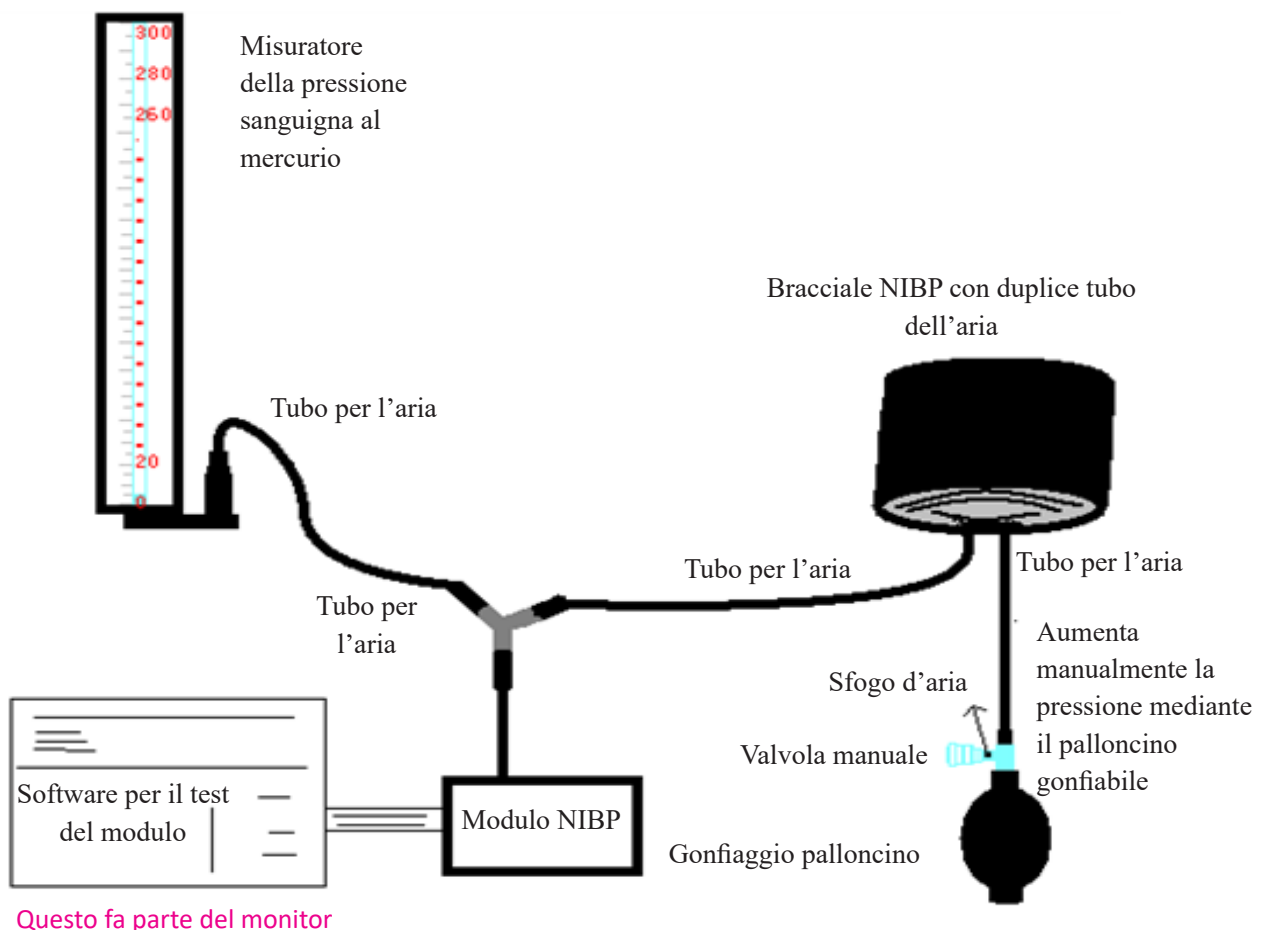 300
280
260
20
0
Misuratore
della pressione
sanguigna al
mercurio
Bracciale NIBP con duplice tubo
dell’aria
Tubo per l’aria
Tubo per l’aria
Tubo per l’aria
Tubo per
l’aria
Aumenta
manualmente la
pressione mediante
il palloncino
gonfiabile
Sfogo d’aria
Valvola manuale
Software per il test
del modulo
Modulo NIBP
Gonfiaggio palloncino
Questo fa parte del monitor